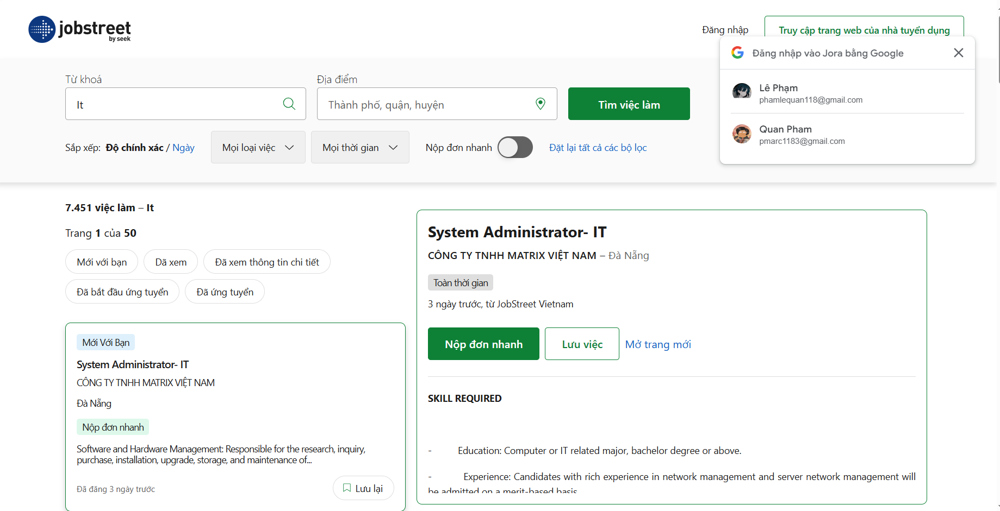 jobstreet
by seek
Đăng nhập
Truy cập trang web của nhà tuyển dụng
Đăng nhập vào Jora bằng Google
Lê Phạm
phamlequan118@gmail.com
Quan Pham
pmarc1183@gmail.com
Từ khoá
Địa điểm
It
Thành phố, quận, huyện
Tìm việc làm
Sắp xếp: Độ chính xác / Ngày
Mọi loại việc
Mọi thời gian
Nộp đơn nhanh
Đặt lại tất cả các bộ lọc
7.451 việc làm – It
Trang 1 của 50
Mới với bạn
Dã xem
Đã xem thông tin chi tiết
Đã bắt đầu ứng tuyển
Đã ứng tuyển
Mới Với Bạn
System Administrator- IT
CÔNG TY TNHH MATRIX VIỆT NAM
Đà Nẵng
Nộp đơn nhanh
Software and Hardware Management: Responsible for the research, inquiry,
purchase, installation, upgrade, storage, and maintenance of...
Đã đăng 3 ngày trước
Lưu lại
System Administrator- IT
CÔNG TY TNHH MATRIX VIỆT NAM – Đà Nẵng
Toàn thời gian
3 ngày trước, từ JobStreet Vietnam
Nộp đơn nhanh
Lưu việc
Mở trang mới
SKILL REQUIRED
- Education: Computer or IT related major, bachelor degree or above.
- Experience: Candidates with rich experience in network management and server network management will
be admitted on a merit-based basis